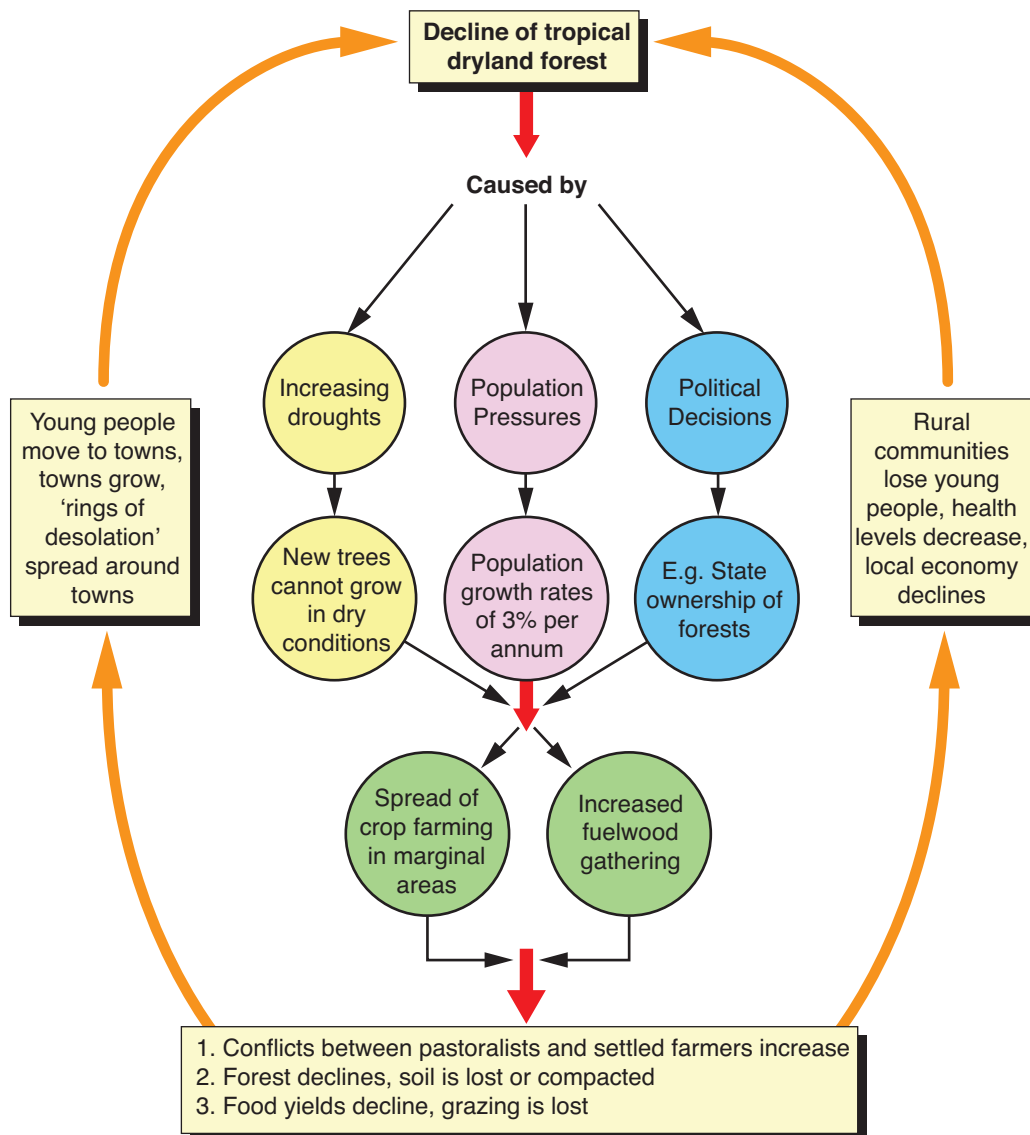 Decline of tropical
dryland forest
Caused by
Increasing
droughts
Population
Pressures
Political
Decisions
Young people
move to towns,
towns grow,
‘rings of
desolation’
spread around
towns
Rural
communities
lose young
people, health
levels decrease,
local economy
declines
New trees
cannot grow
in dry
conditions
Population
growth rates
of 3% per
annum
E.g. State
ownership of
forests
Spread of
crop farming
in marginal
areas
Increased
fuelwood
gathering
1. Conflicts between pastoralists and settled farmers increase
2. Forest declines, soil is lost or compacted
3. Food yields decline, grazing is lost